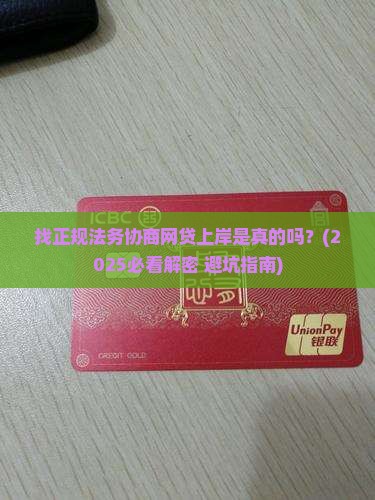 ICBC
找正规法务协商网贷上岸是真的吗？(2
025必看解密 避坑指南)
UnionPay
银联
CREDIT GOLD